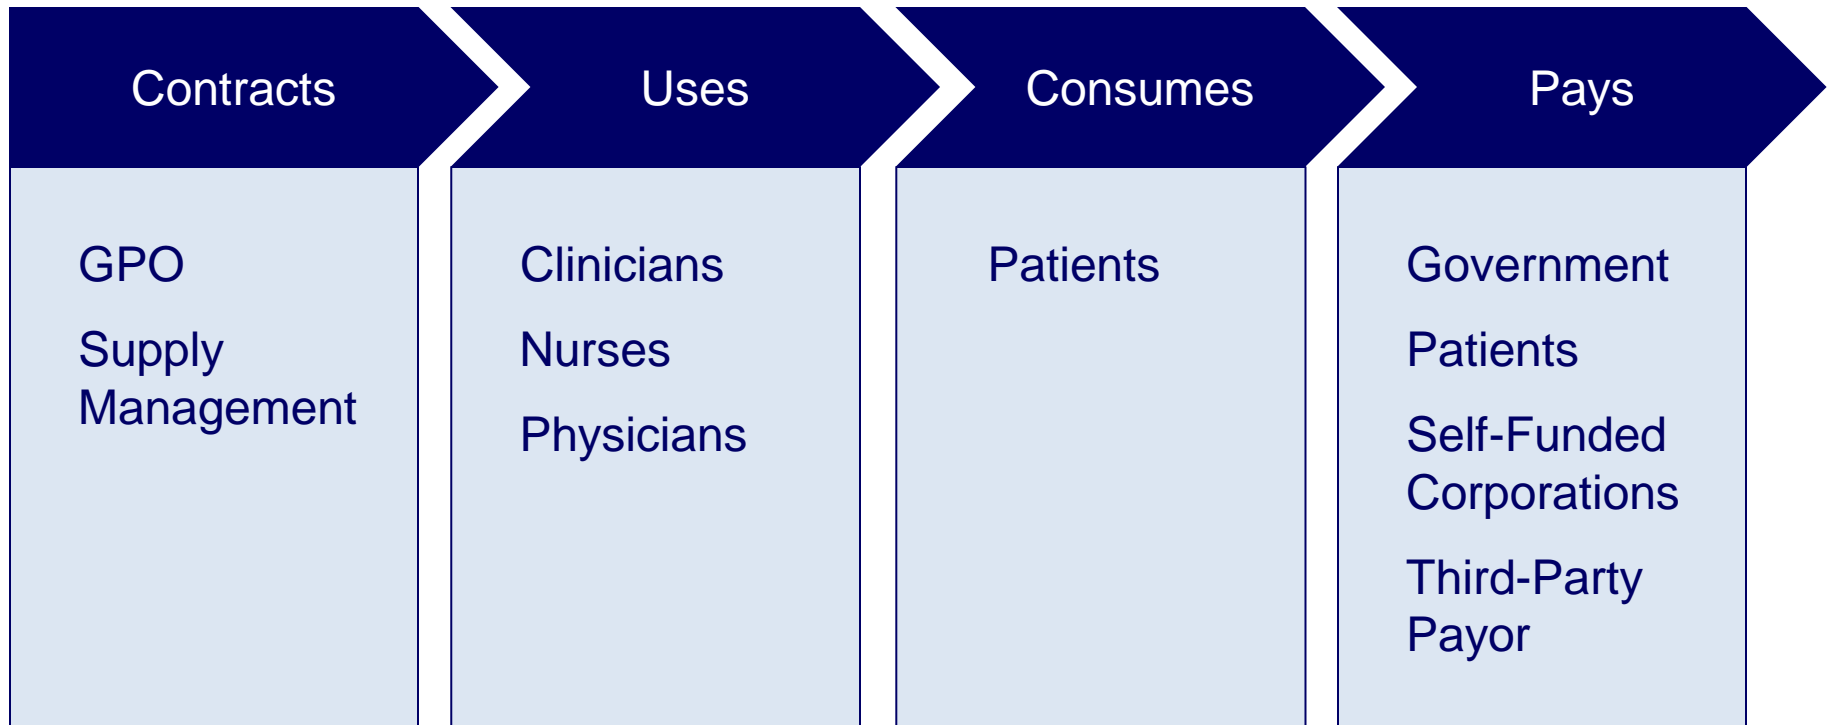 Contracts
Uses
Consumes
Pays
GPO
Supply
Management
Clinicians
Nurses
Physicians
Patients
Government
Patients
Self-Funded
Corporations
Third-Party
Payor